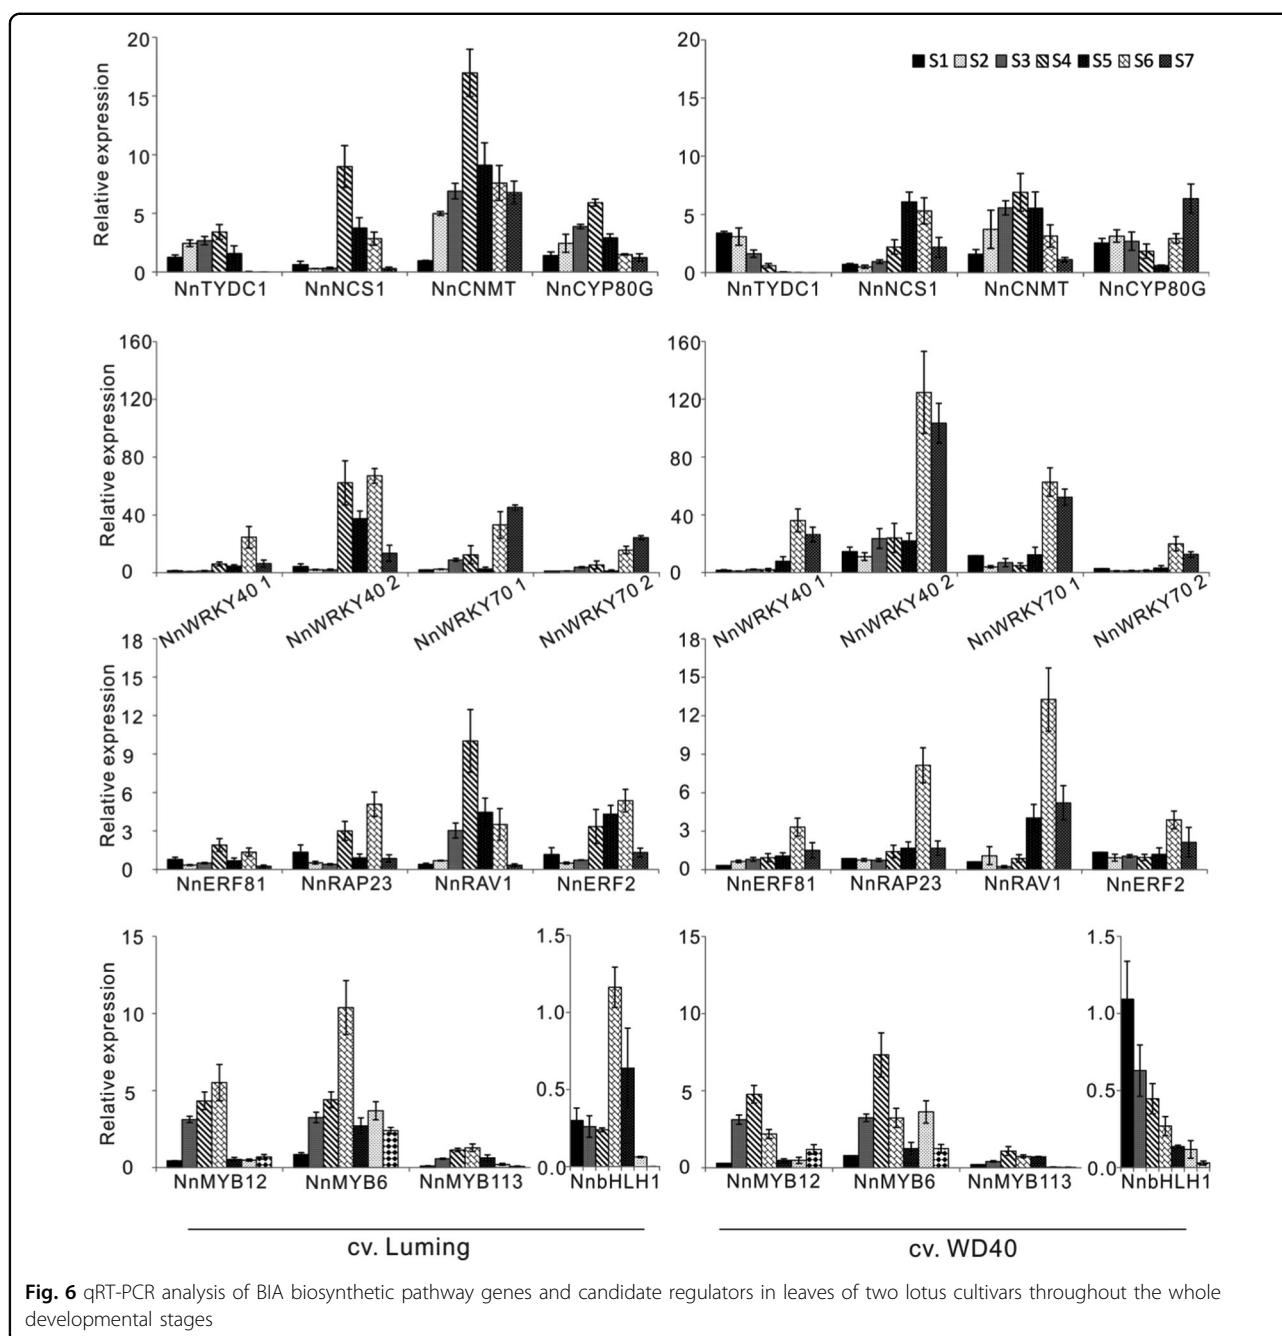 20
15
10
5
0
Relative expression
NnTYDC1 NnNCS1 NnCNMT NnCYP80G
20
15
10
5
0
S1 S2 S3 S4 S5 S6 S7
NnTYDC1 NnNCS1 NnCNMT NnCYP80G
160
120
80
40
0
Relative expression
NnWRKY40 1 NnWRKY40 2 NnWRKY70 1 NnWRKY70 2
160
120
80
40
0
NnWRKY40 1 NnWRKY40 2 NnWRKY70 1 NnWRKY70 2
18
15
12
9
6
3
0
Relative expression
NnERF81 NnRAP23 NnRAV1 NnERF2
18
15
12
9
6
3
0
NnERF81 NnRAP23 NnRAV1 NnERF2
15
10
5
0
Relative expression
NnMYB12 NnMYB6 NnMYB113
1.5
1.0
0.5
0.0
NnbHLH1
15
10
5
0
NnMYB12 NnMYB6 NnMYB113
1.5
1.0
0.5
0.0
NnbHLH1
cv. Luming
cv. WD40
Fig. 6 qRT-PCR analysis of BIA biosynthetic pathway genes and candidate regulators in leaves of two lotus cultivars throughout the whole
developmental stages